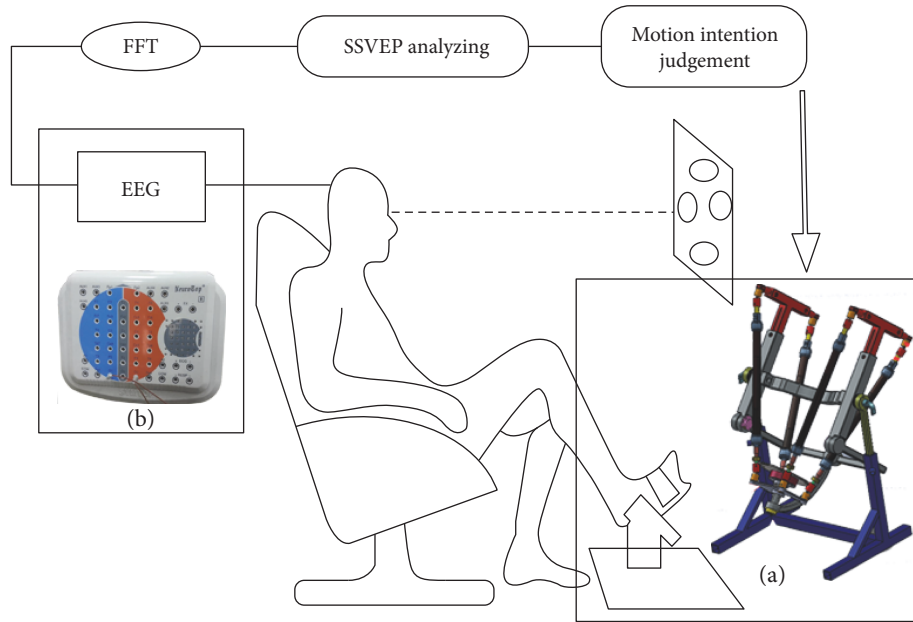 FFT
SSVEP analyzing
Motion intention
judgement
EEG
(b)
(a)